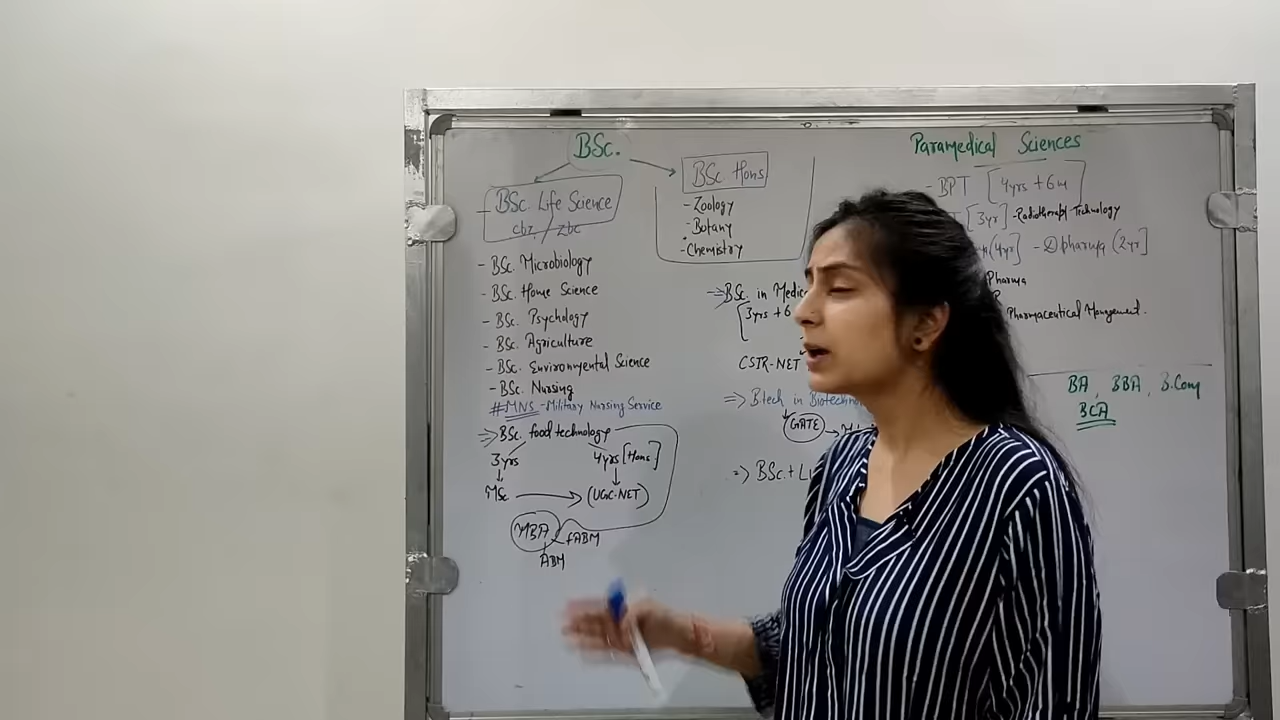 BSc.
BSc. Life Science
cbz / zbc
- BSc. Microbiology
- BSc. Home Science
- BSc. Psychology
- BSc. Agriculture
- BSc. Environmental Science
- BSc. Nursing
#MNS - Military Nursing Service
=> BSc. food technology
3yrs 4yrs [Hons]
MSc (UGC-NET)
MBA
fABM
ABM
BSc Hons
- Zoology
- Botany
- Chemistry
=> BSc. in
[3yrs + 6
CSIR-NET
=> Btech in
GATE
=> BSc. +
Paramedical Sciences
- BPT [4yrs + 6m]
[3yr] - Radiotherapy Technology
(4yr] - D pharma (2yr]
Pharma
Pharmaceutical Management.
BA, BBA, B.Com
BCA